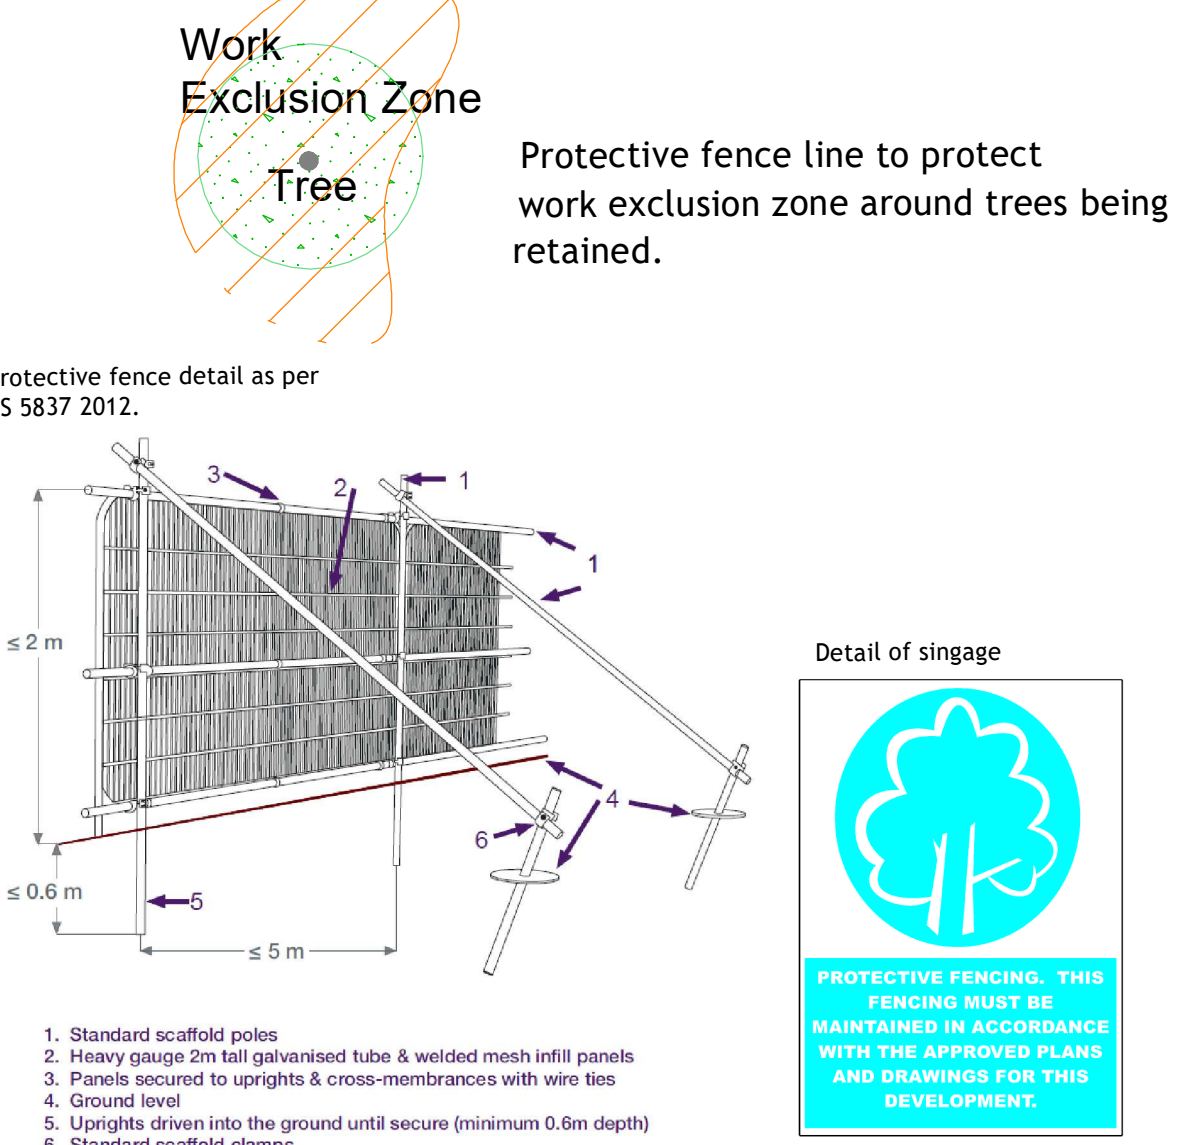 Work
Exclusion Zone
Tree
Protective fence line to protect
work exclusion zone around trees being
retained.
rotective fence detail as per
S 5837 2012.
3
2
1
1
≤ 2 m
4
6
≤ 0.6 m
5
≤ 5 m
1. Standard scaffold poles
2. Heavy gauge 2m tall galvanised tube & welded mesh infill panels
3. Panels secured to uprights & cross-membrances with wire ties
4. Ground level
5. Uprights driven into the ground until secure (minimum 0.6m depth)
6. Standard scaffold clamps
Detail of singage
PROTECTIVE FENCING. THIS
FENCING MUST BE
MAINTAINED IN ACCORDANCE
WITH THE APPROVED PLANS
AND DRAWINGS FOR THIS
DEVELOPMENT.